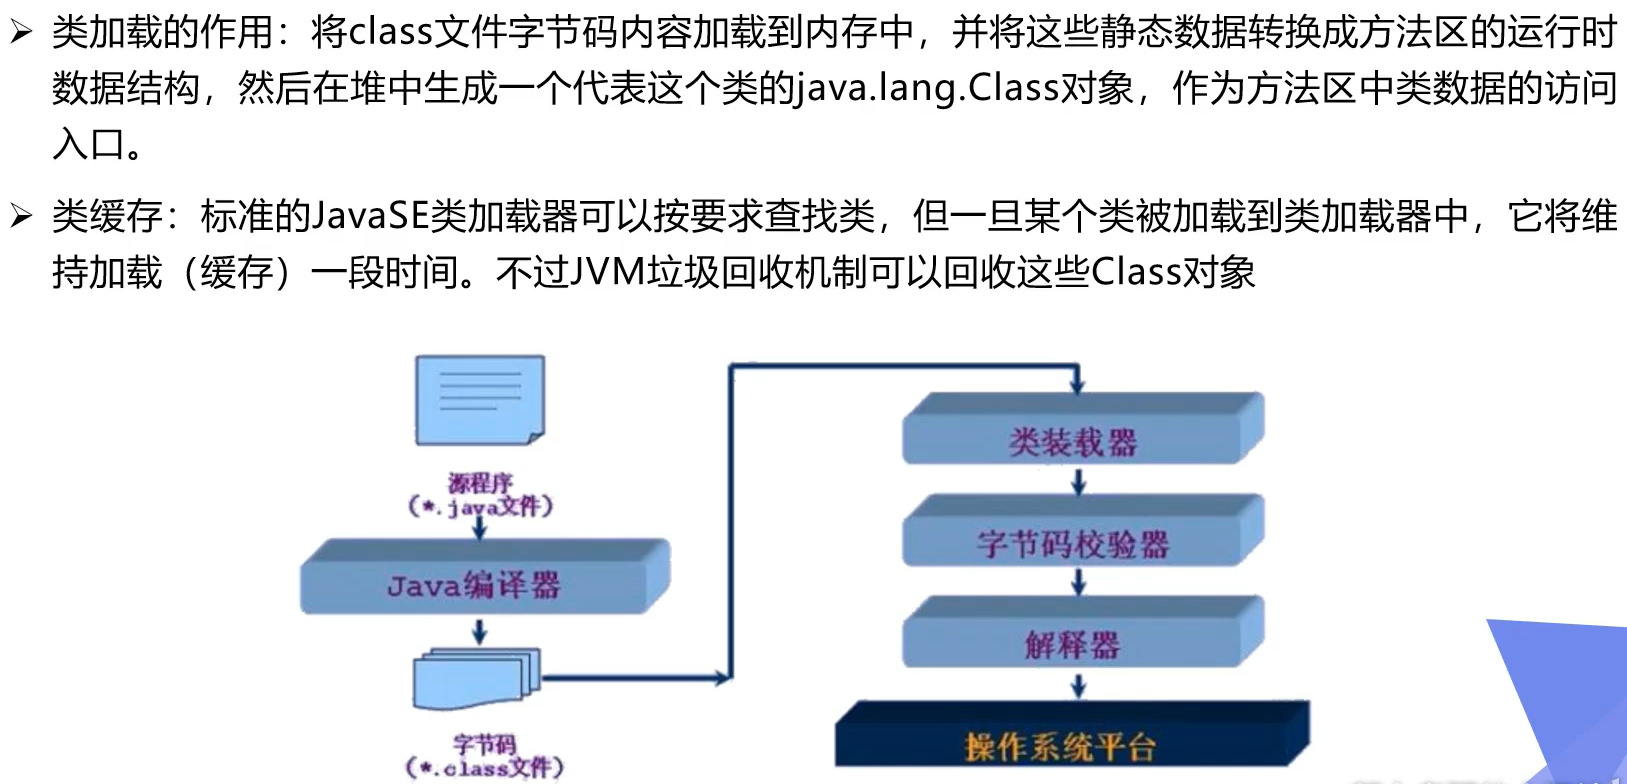 ➢ 类加载的作用：将class文件字节码内容加载到内存中，并将这些静态数据转换成方法区的运行时
数据结构，然后在堆中生成一个代表这个类的java.lang.Class对象，作为方法区中类数据的访问
入口。
➢ 类缓存：标准的JavaSE类加载器可以按要求查找类，但一旦某个类被加载到类加载器中，它将维
持加载（缓存）一段时间。不过JVM垃圾回收机制可以回收这些Class对象
源程序
(*.java文件)
Java编译器
字节码
(*.class文件)
类装载器
字节码校验器
解释器
操作系统平台